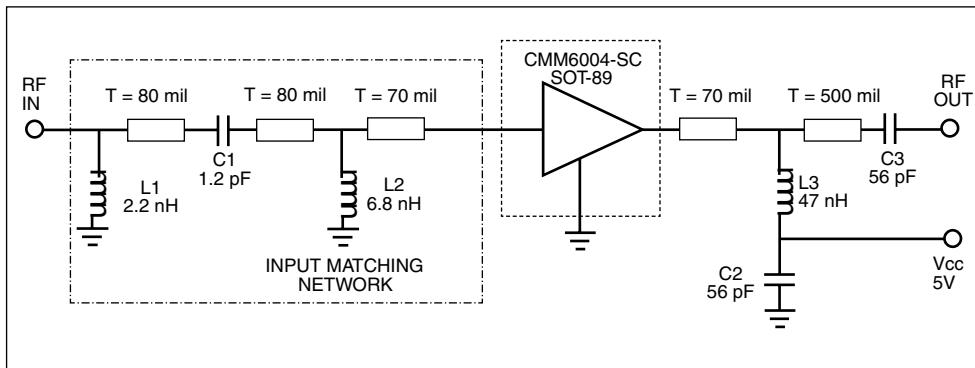 CMM6004-SC
SOT-89
RF
IN
T = 80 mil
T = 80 mil
T = 70 mil
T = 70 mil
T = 500 mil
RF
OUT
C1
1.2 pF
C3
56 pF
L1
2.2 nH
L2
6.8 nH
L3
47 nH
INPUT MATCHING
NETWORK
C2
56 pF
Vcc
5V